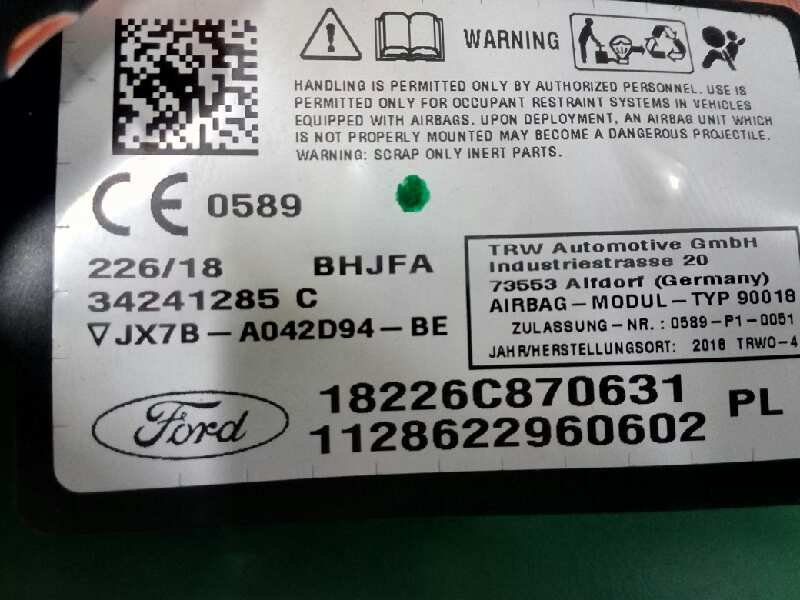 WARNING
HANDLING IS PERMITTED ONLY BY AUTHORIZED PERSONNEL. USE IS
PERMITTED ONLY FOR OCCUPANT RESTRAINT SYSTEMS IN VEHICLES
EQUIPPED WITH AIRBAGS. UPON DEPLOYMENT, AN AIRBAG UNIT WHICH
IS NOT PROPERLY MOUNTED MAY BECOME A DANGEROUS PROJECTILE.
WARNING: SCRAP ONLY INERT PARTS.
CE 0589
226/18 BHJFA
34241285 C
∇JX7B-A042D94-BE
TRW Automotive GmbH
Industriestrasse 20
73553 Alfdorf (Germany)
AIRBAG-MODUL-TYP 90018
ZULASSUNG-NR.: 0589-P1-0051
JAHR/HERSTELLUNGSORT: 2018 TRWO-4
Ford
18226C870631
1128622960602
PL